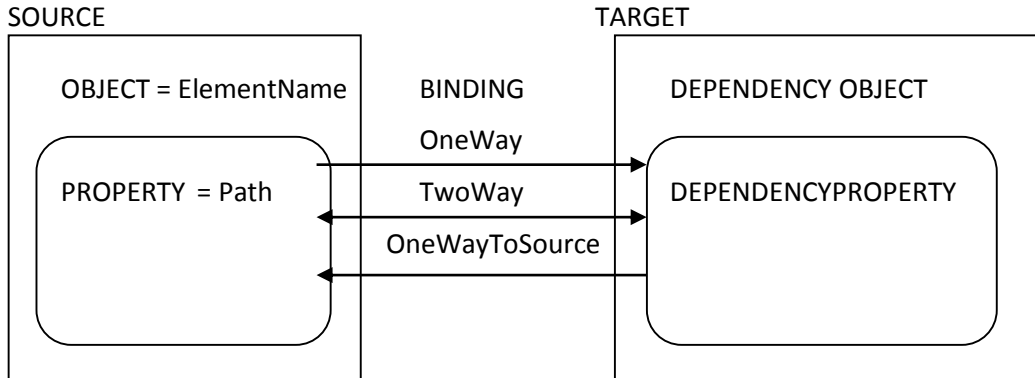 SOURCE
TARGET
OBJECT = ElementName
BINDING
DEPENDENCY OBJECT
OneWay
PROPERTY = Path
TwoWay
DEPENDENCYPROPERTY
OneWayToSource